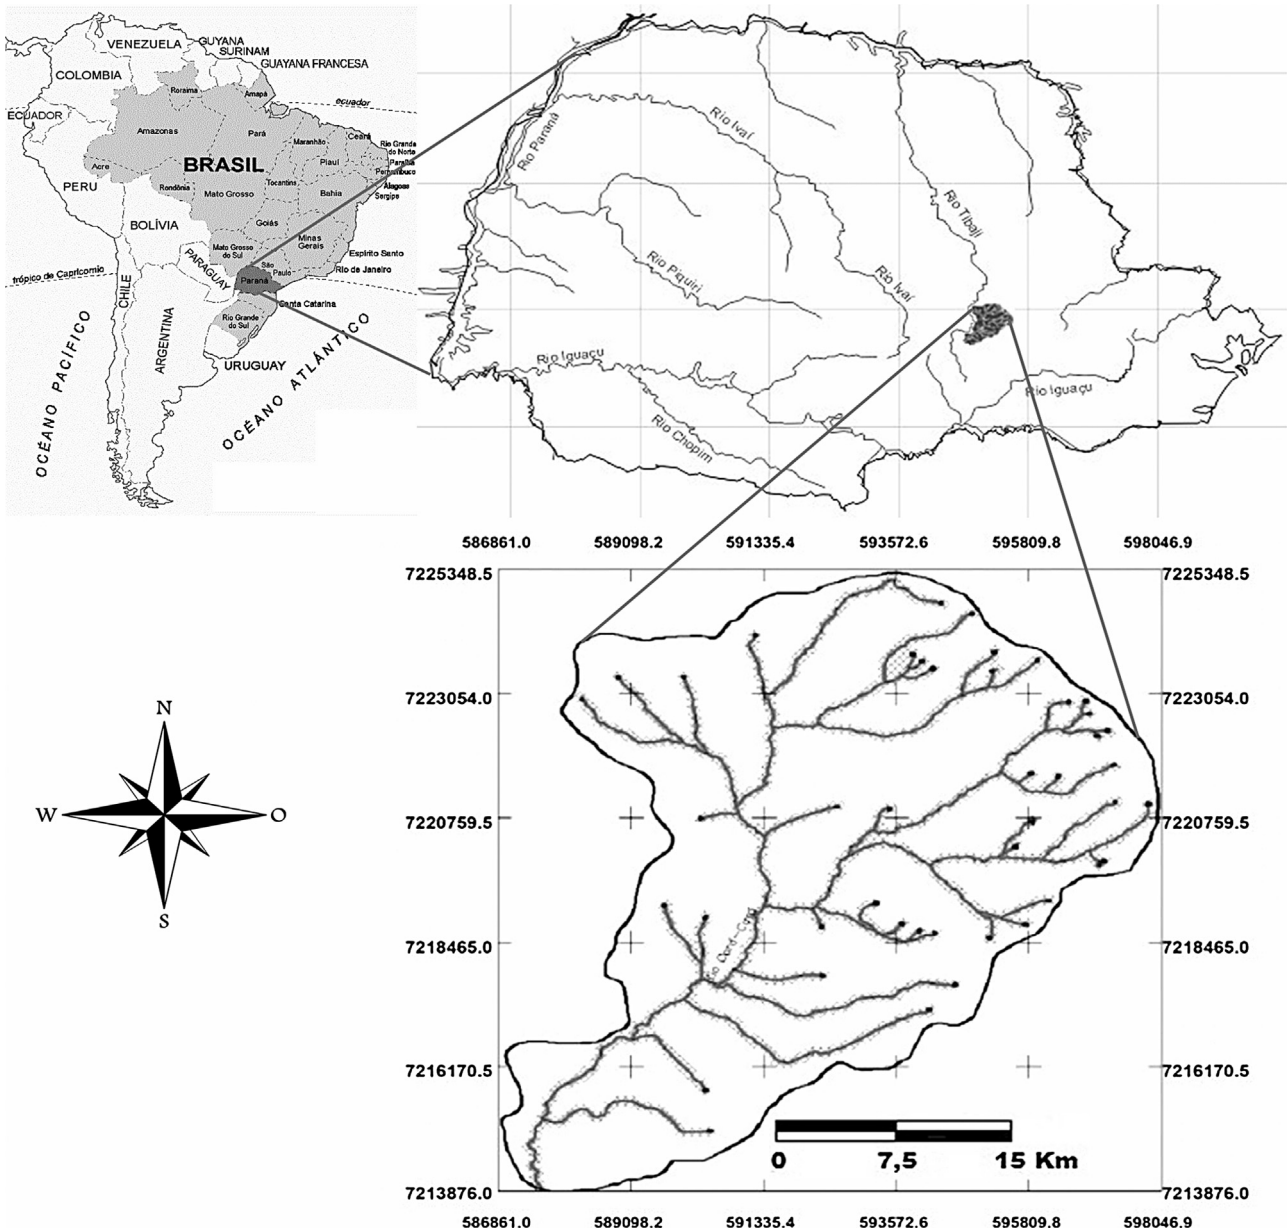 VENEZUELA
GUYANA
SURINAM
GUAYANA FRANCESA
COLOMBIA
ECUADOR
ecuador
Roraima
Amapá
Amazonas
Pará
Maranhão
Ceará
Rio Grande
do Norte
Paraíba
Pernambuco
Alagoas
Sergipe
Piauí
BRASIL
Acre
Rondônia
Mato Grosso
Tocantins
Bahia
PERU
BOLÍVIA
Goiás
Minas
Gerais
Mato Grosso
do Sul
São
Paulo
Espírito Santo
Rio de Janeiro
PARAGUAY
Paraná
trópico de Capricornio
CHILE
Santa Catarina
Rio Grande
do Sul
ARGENTINA
URUGUAY
OCÉANO PACÍFICO
OCÉANO ATLÁNTICO
Rio Paraná
Rio Ivaí
Rio Tibaji
Rio Piquiri
Rio Ivaí
Rio Iguaçu
Rio Iguaçu
Rio Chopim
586861.0 589098.2 591335.4 593572.6 595809.8 598046.9
7225348.5 7225348.5
7223054.0 7223054.0
7220759.5 7220759.5
7218465.0 7218465.0
7216170.5 7216170.5
7213876.0 7213876.0
N
W O
S
0 7,5 15 Km
586861.0 589098.2 591335.4 593572.6 595809.8 598046.9